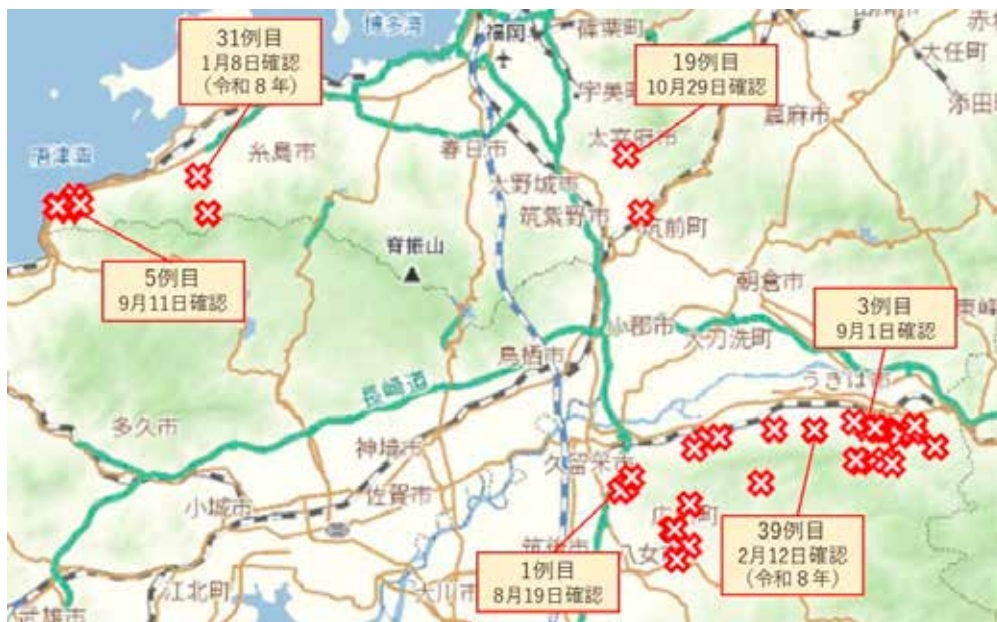 博多湾
福岡
篠栗町
大任町
31例目
1月8日確認
(令和8年)
19例目
10月29日確認
宇美町
添田
嘉麻市
太宰府市
春日市
糸島市
唐津湾
大野城市
筑紫野市
筑前町
脊振山
5例目
9月11日確認
朝倉市
3例目
9月1日確認
東峰
小郡市
大刀洗町
鳥栖市
うきは市
長崎道
多久市
神埼市
久留米市
佐賀市
小城市
広川町
39例目
2月12日確認
(令和8年)
筑後市
八女
1例目
8月19日確認
江北町
大川市
武雄市